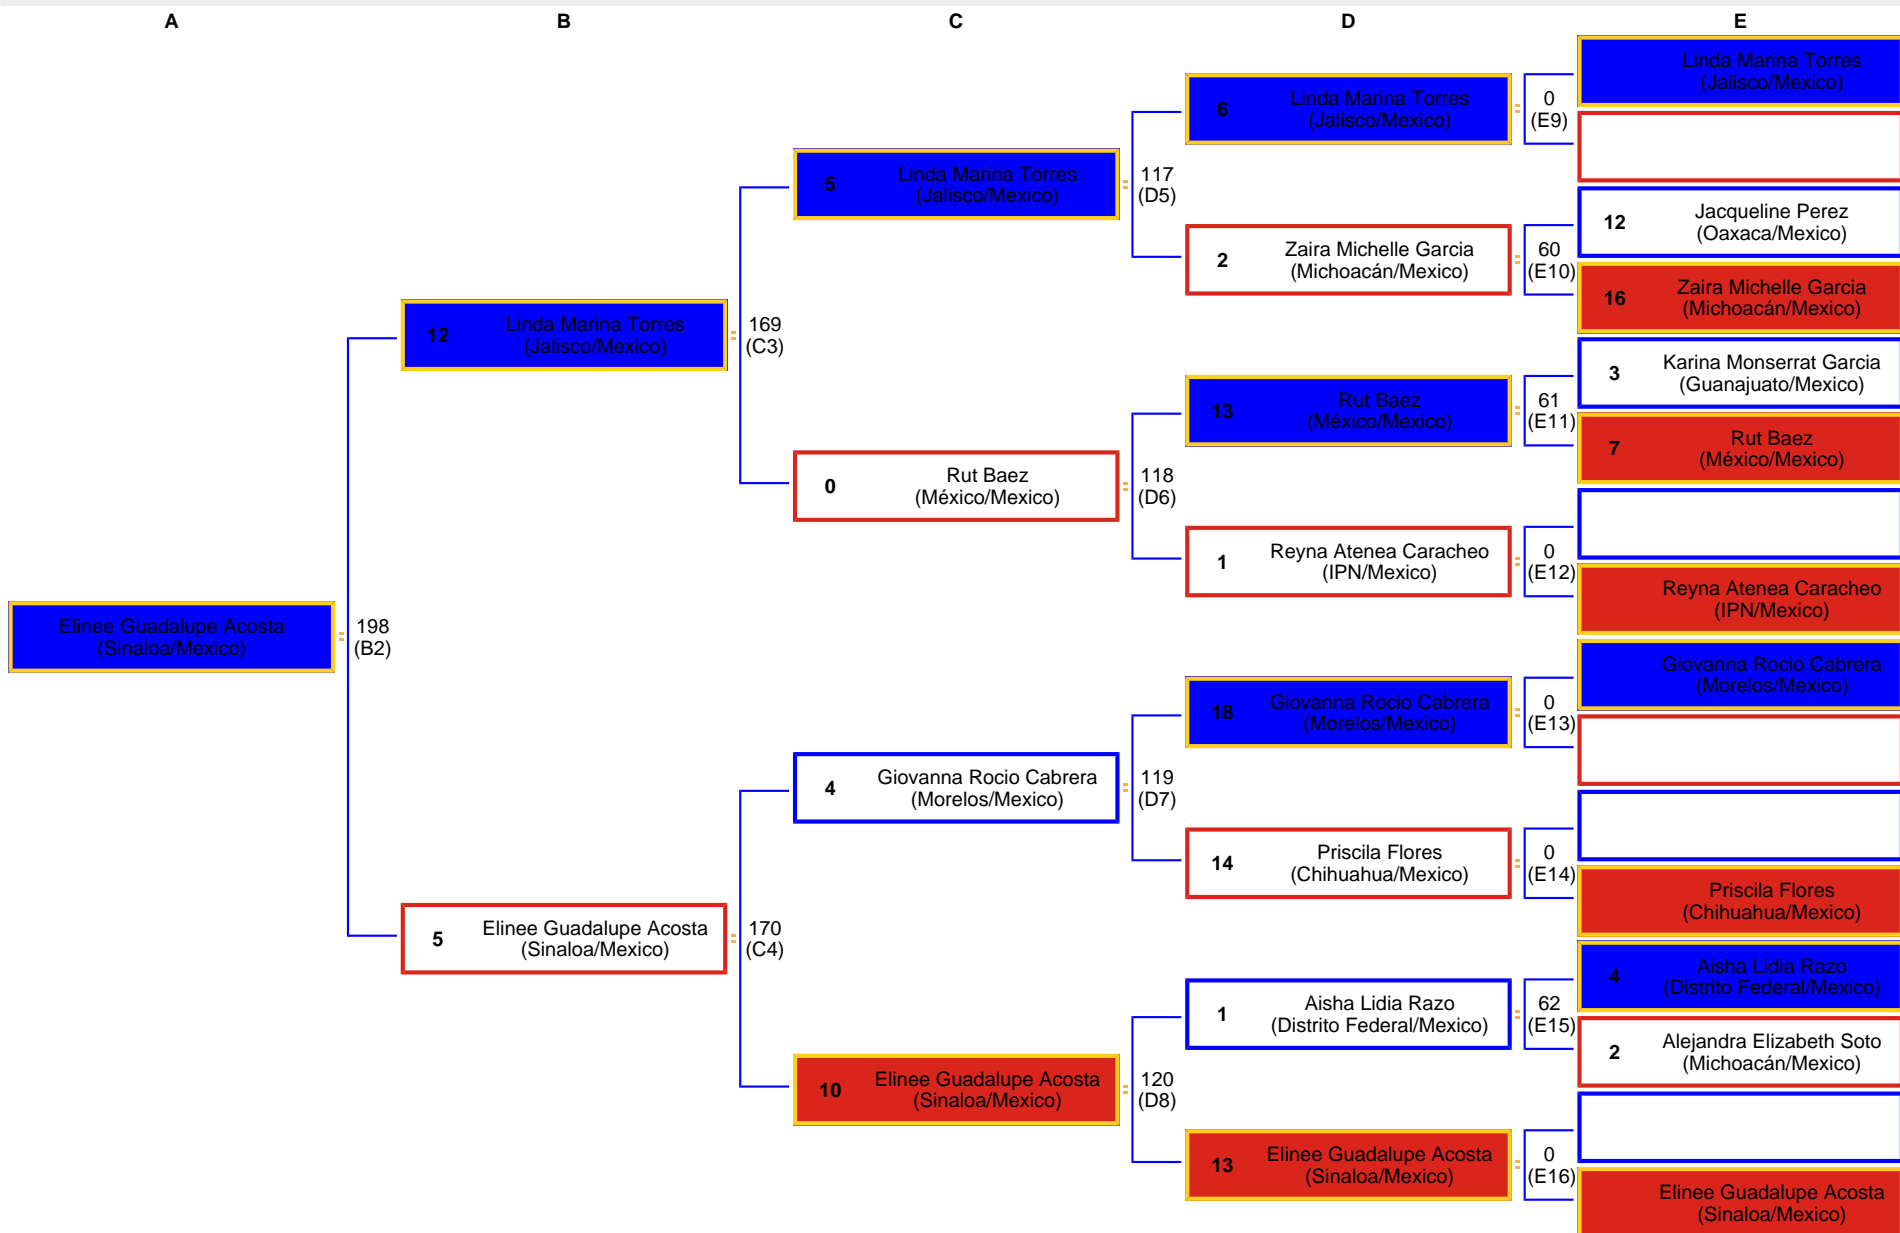 A
B
C
D
E
Elinee Guadalupe Acosta
(Sinaloa/Mexico)
198
(B2)
12
Linda Marina Torres
(Jalisco/Mexico)
169
(C3)
5
Elinee Guadalupe Acosta
(Sinaloa/Mexico)
170
(C4)
5
Linda Marina Torres
(Jalisco/Mexico)
117
(D5)
0
Rut Baez
(México/Mexico)
118
(D6)
4
Giovanna Rocio Cabrera
(Morelos/Mexico)
119
(D7)
10
Elinee Guadalupe Acosta
(Sinaloa/Mexico)
120
(D8)
6
Linda Marina Torres
(Jalisco/Mexico)
0
(E9)
2
Zaira Michelle Garcia
(Michoacán/Mexico)
60
(E10)
13
Rut Baez
(México/Mexico)
61
(E11)
1
Reyna Atenea Caracheo
(IPN/Mexico)
0
(E12)
18
Giovanna Rocio Cabrera
(Morelos/Mexico)
0
(E13)
14
Priscila Flores
(Chihuahua/Mexico)
0
(E14)
1
Aisha Lidia Razo
(Distrito Federal/Mexico)
62
(E15)
13
Elinee Guadalupe Acosta
(Sinaloa/Mexico)
0
(E16)
Linda Marina Torres
(Jalisco/Mexico)
12
Jacqueline Perez
(Oaxaca/Mexico)
16
Zaira Michelle Garcia
(Michoacán/Mexico)
3
Karina Monserrat Garcia
(Guanajuato/Mexico)
7
Rut Baez
(México/Mexico)
Reyna Atenea Caracheo
(IPN/Mexico)
Giovanna Rocio Cabrera
(Morelos/Mexico)
Priscila Flores
(Chihuahua/Mexico)
4
Aisha Lidia Razo
(Distrito Federal/Mexico)
2
Alejandra Elizabeth Soto
(Michoacán/Mexico)
Elinee Guadalupe Acosta
(Sinaloa/Mexico)